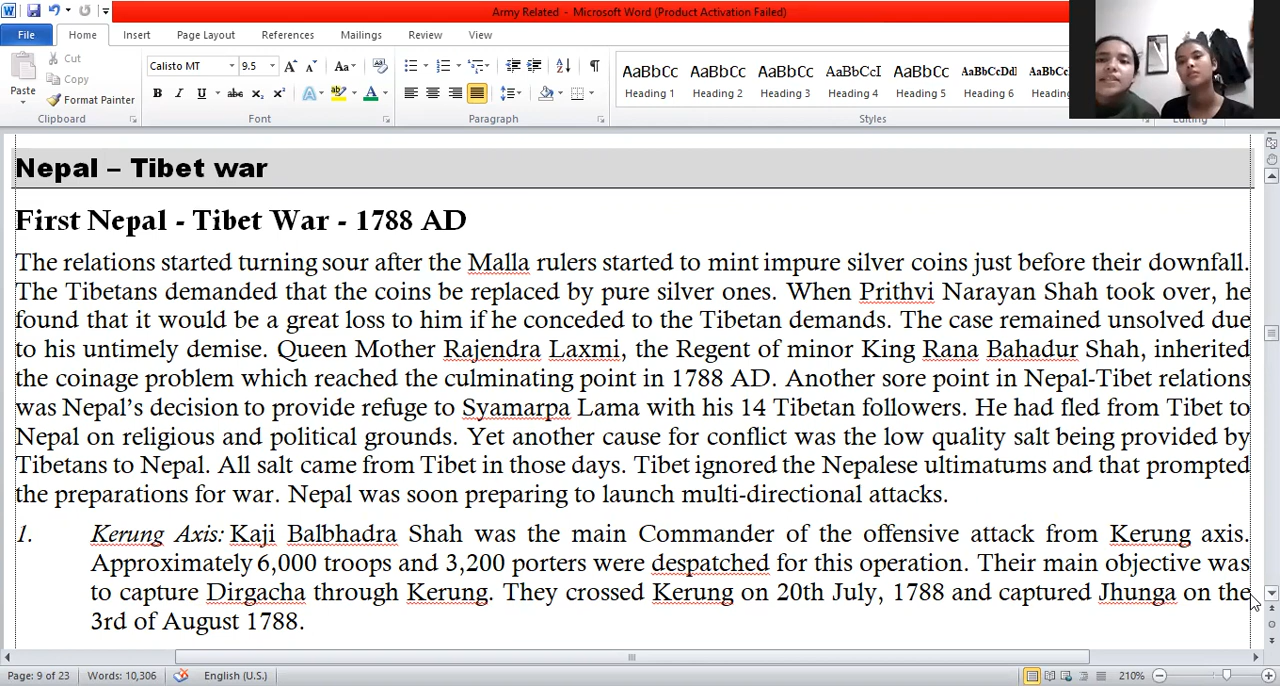 Army Related - Microsoft Word (Product Activation Failed)
File Home Insert Page Layout References Mailings Review View
Cut
Copy
Paste
Format Painter
Clipboard
Calisto MT 9.5
Font
Paragraph
AaBbCc AaBbCc AaBbCc AaBbCcI AaBbCc AaBbCcDd AaBbCc
Heading 1 Heading 2 Heading 3 Heading 4 Heading 5 Heading 6 Heading
Styles
Editing
Nepal – Tibet war
First Nepal - Tibet War - 1788 AD
The relations started turning sour after the Malla rulers started to mint impure silver coins just before their downfall.
The Tibetans demanded that the coins be replaced by pure silver ones. When Prithvi Narayan Shah took over, he
found that it would be a great loss to him if he conceded to the Tibetan demands. The case remained unsolved due
to his untimely demise. Queen Mother Rajendra Laxmi, the Regent of minor King Rana Bahadur Shah, inherited
the coinage problem which reached the culminating point in 1788 AD. Another sore point in Nepal-Tibet relations
was Nepal's decision to provide refuge to Syamarpa Lama with his 14 Tibetan followers. He had fled from Tibet to
Nepal on religious and political grounds. Yet another cause for conflict was the low quality salt being provided by
Tibetans to Nepal. All salt came from Tibet in those days. Tibet ignored the Nepalese ultimatums and that prompted
the preparations for war. Nepal was soon preparing to launch multi-directional attacks.
1. Kerung Axis: Kaji Balbhadra Shah was the main Commander of the offensive attack from Kerung axis.
Approximately 6,000 troops and 3,200 porters were despatched for this operation. Their main objective was
to capture Dirgacha through Kerung. They crossed Kerung on 20th July, 1788 and captured Jhunga on the
3rd of August 1788.
Page: 9 of 23 Words: 10,306 English (U.S.) 210%